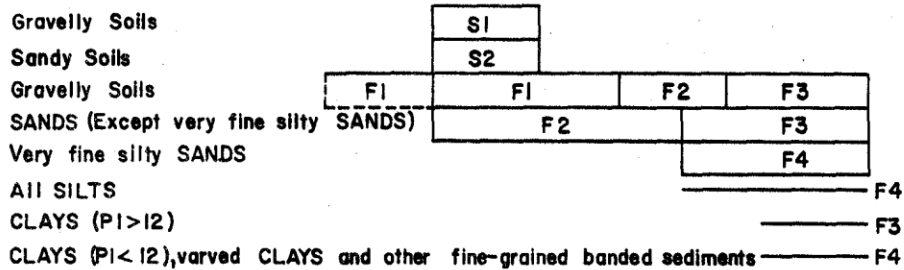 Gravelly Soils S1
Sandy Soils S2
Gravelly Soils F1 F1 F2 F3
SANDS (Except very fine silty SANDS) F2 F3
Very fine silty SANDS F4
All SILTS F4
CLAYS (PI>12) F3
CLAYS (PI<12),varved CLAYS and other fine-grained banded sediments F4